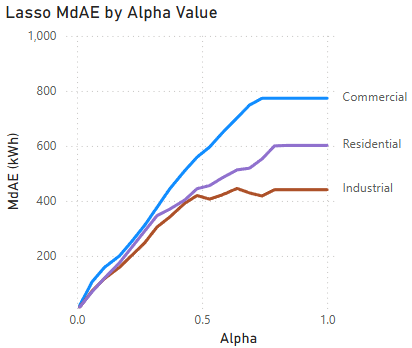 Lasso MdAE by Alpha Value
1,000
800
600
400
200
MdAE (kWh)
Commercial
Residential
Industrial
0.0 0.5 1.0
Alpha